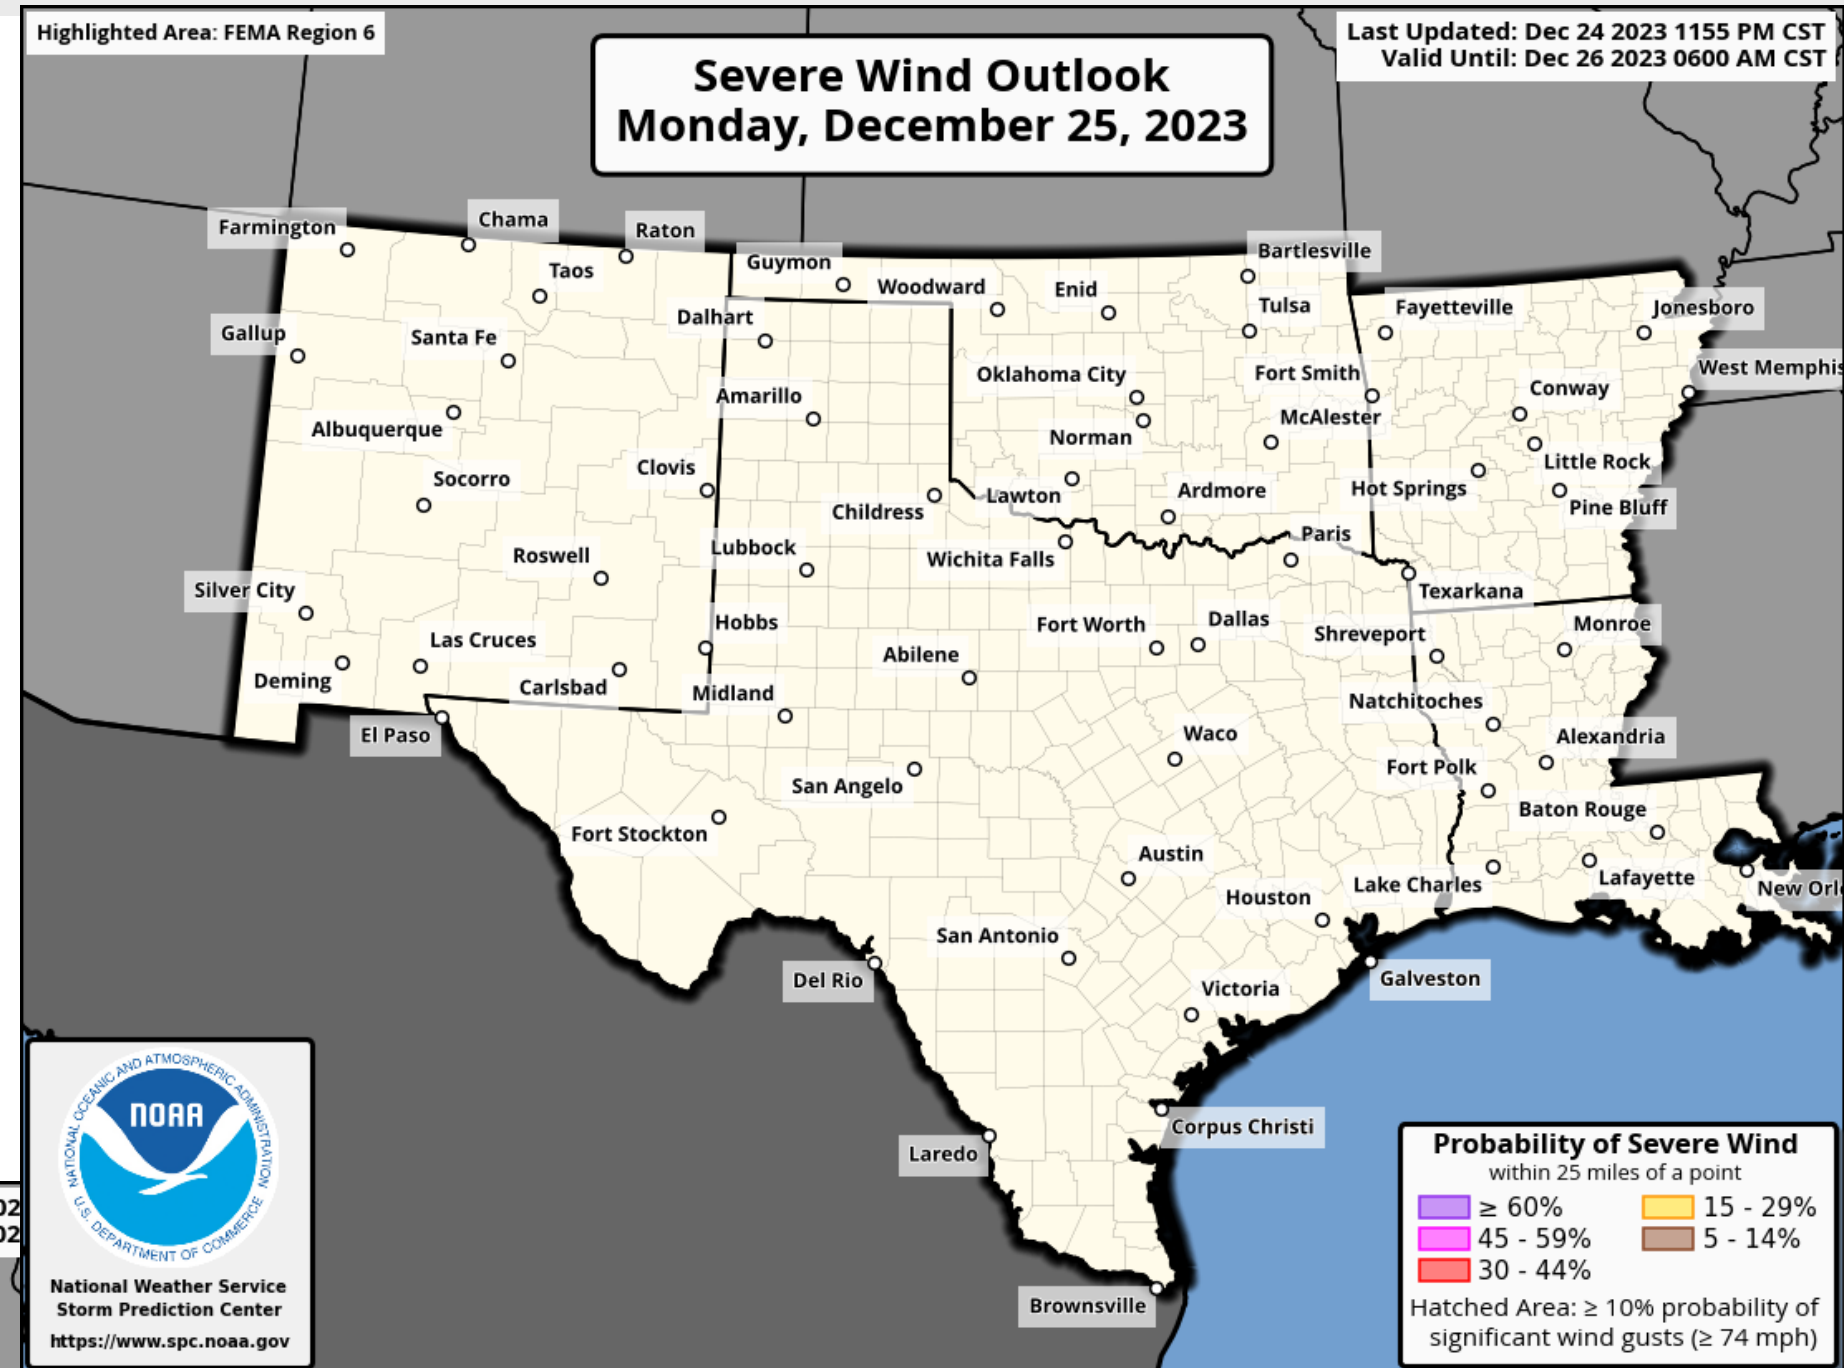 Highlighted Area: FEMA Region 6
Severe Wind Outlook
Monday, December 25, 2023
Last Updated: Dec 24 2023 1155 PM CST
Valid Until: Dec 26 2023 0600 AM CST
Farmington
Chama
Raton
Taos
Guymon
Woodward
Enid
Bartlesville
Tulsa
Fayetteville
Jonesboro
Gallup
Santa Fe
Dalhart
Oklahoma City
Fort Smith
West Memphis
Albuquerque
Amarillo
Norman
McAlester
Conway
Socorro
Clovis
Childress
Lawton
Ardmore
Hot Springs
Little Rock
Pine Bluff
Roswell
Lubbock
Wichita Falls
Paris
Silver City
Texarkana
Las Cruces
Hobbs
Abilene
Fort Worth
Dallas
Shreveport
Monroe
Deming
Carlsbad
Midland
Natchitoches
El Paso
Waco
Alexandria
San Angelo
Fort Polk
Fort Stockton
Baton Rouge
Austin
Lake Charles
Lafayette
New Orl
Houston
San Antonio
Del Rio
Victoria
Galveston
Corpus Christi
Laredo
Brownsville
02
02
NATIONAL OCEANIC AND ATMOSPHERIC ADMINISTRATION
NOAA
U.S. DEPARTMENT OF COMMERCE
National Weather Service
Storm Prediction Center
https://www.spc.noaa.gov
Probability of Severe Wind
within 25 miles of a point
≥ 60% 15 - 29%
45 - 59% 5 - 14%
30 - 44%
Hatched Area: ≥ 10% probability of
significant wind gusts (≥ 74 mph)